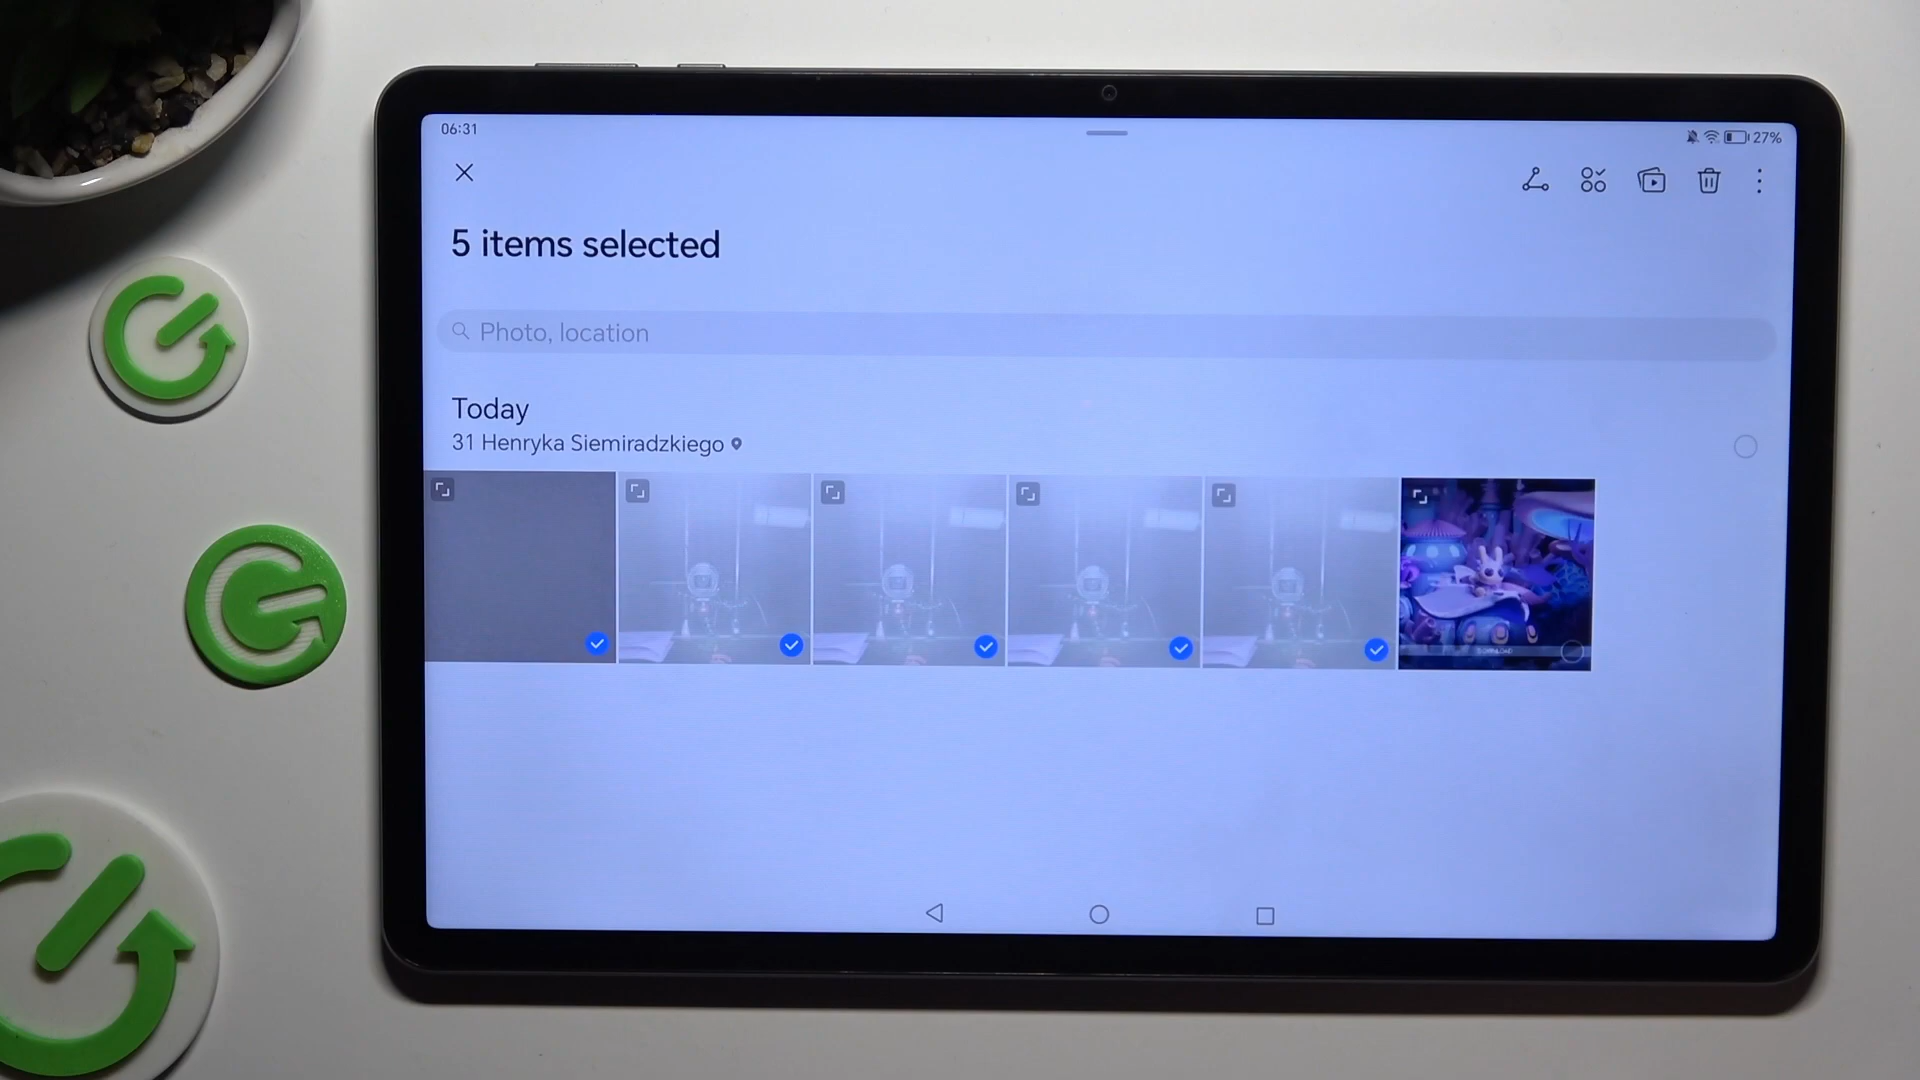 06:31
27%
5 items selected
Photo, location
Today
31 Henryka Siemiradzkiego